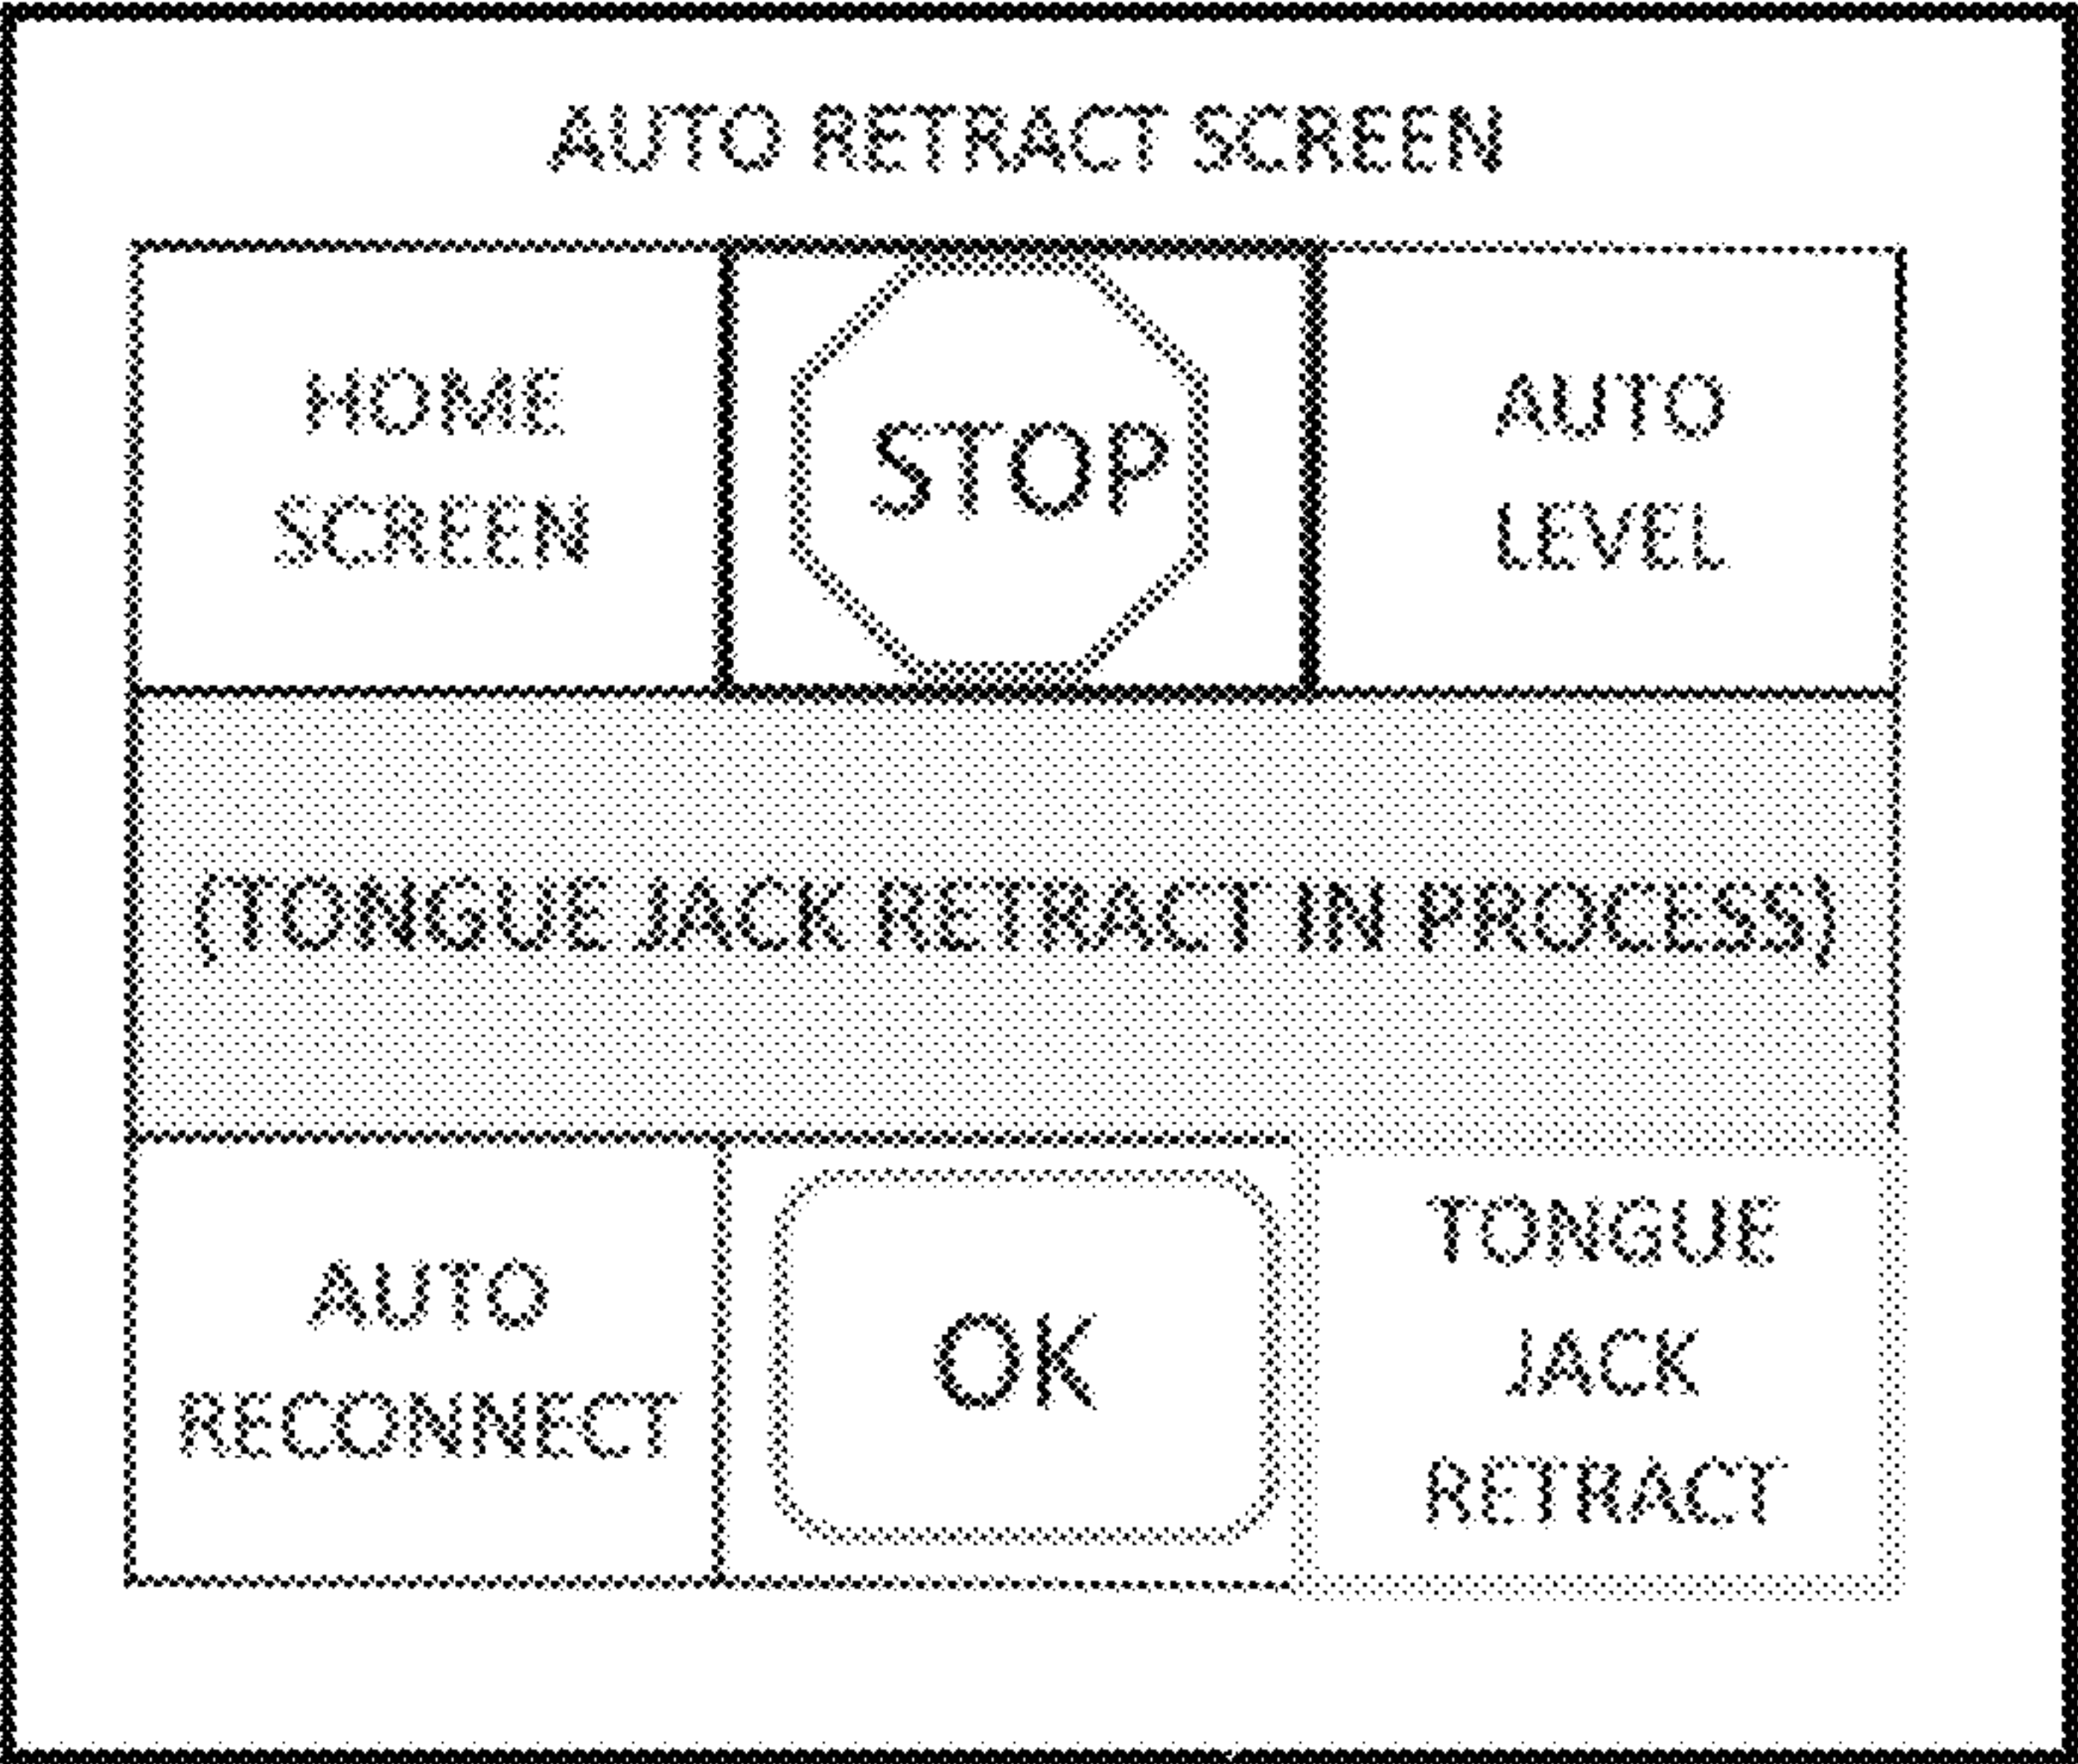 AUTO RETRACT SCREEN
HOME
SCREEN
STOP
AUTO
LEVEL
(TONGUE JACK RETRACT IN PROCESS)
AUTO
RECONNECT
OK
TONGUE
JACK
RETRACT